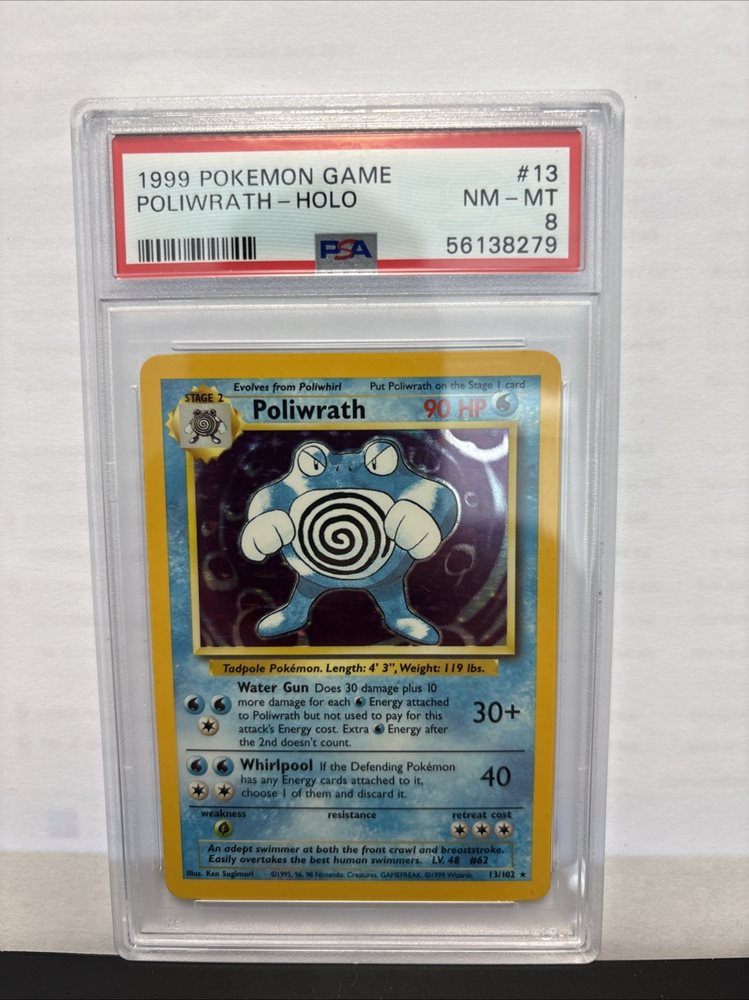 1999 POKEMON GAME #13
POLIWRATH - HOLO NM - MT
8
PSA 56138279
Evolves from Poliwhirl Put Poliwrath on the Stage 1 card
STAGE 2
Poliwrath 90 HP
Tadpole Pokémon. Length: 4' 3", Weight: 119 lbs.
Water Gun Does 30 damage plus 10
more damage for each Energy attached
to Poliwrath but not used to pay for this
attack's Energy cost. Extra Energy after
the 2nd doesn't count.
30+
Whirlpool If the Defending Pokémon
has any Energy cards attached to it,
choose 1 of them and discard it.
40
weakness resistance retreat cost
An adept swimmer at both the front crawl and breaststroke.
Easily overtakes the best human swimmers. LV. 48 #62
Illus. Ken Sugimori ©1995, 96, 98 Nintendo, Creatures, GAMEFREAK. ©1999 Wizards. 13/102 ★